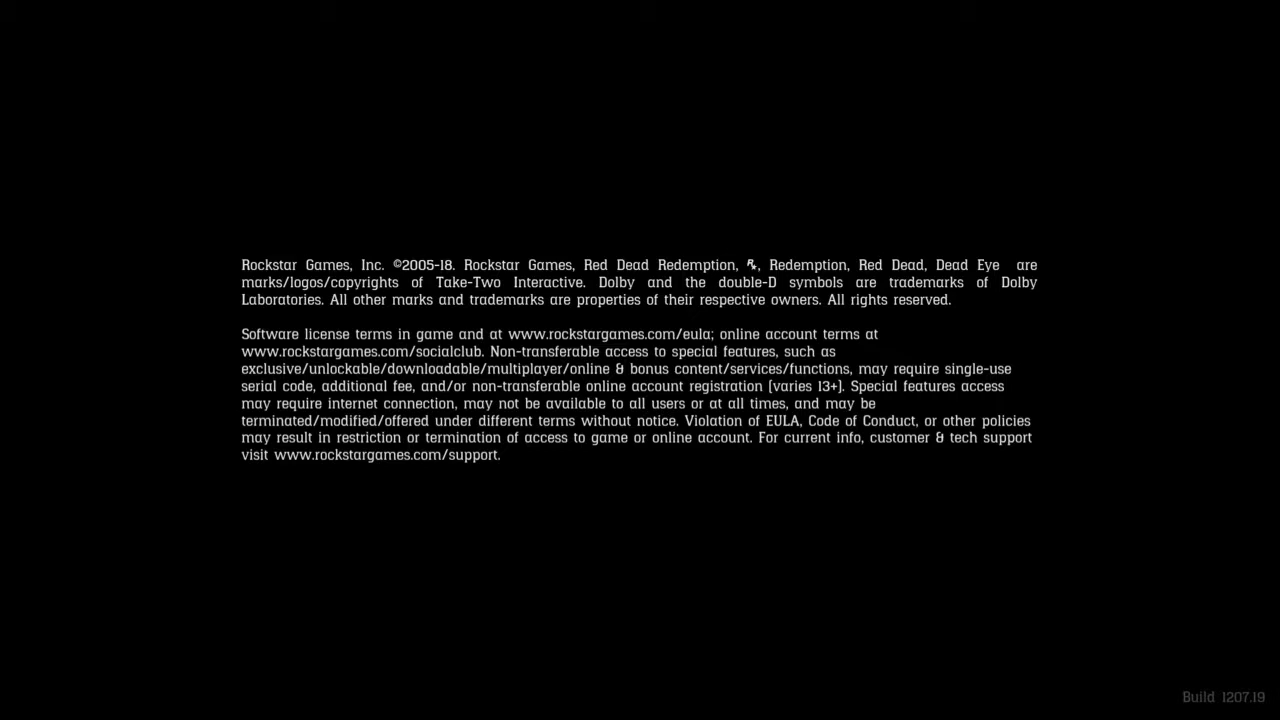 Rockstar Games, Inc. ©2005-18. Rockstar Games, Red Dead Redemption, R*, Redemption, Red Dead, Dead Eye are
marks/logos/copyrights of Take-Two Interactive. Dolby and the double-D symbols are trademarks of Dolby
Laboratories. All other marks and trademarks are properties of their respective owners. All rights reserved.
Software license terms in game and at www.rockstargames.com/eula; online account terms at
www.rockstargames.com/socialclub. Non-transferable access to special features, such as
exclusive/unlockable/downloadable/multiplayer/online & bonus content/services/functions, may require single-use
serial code, additional fee, and/or non-transferable online account registration [varies 13+]. Special features access
may require internet connection, may not be available to all users or at all times, and may be
terminated/modified/offered under different terms without notice. Violation of EULA, Code of Conduct, or other policies
may result in restriction or termination of access to game or online account. For current info, customer & tech support
visit www.rockstargames.com/support.
Build 1207.19